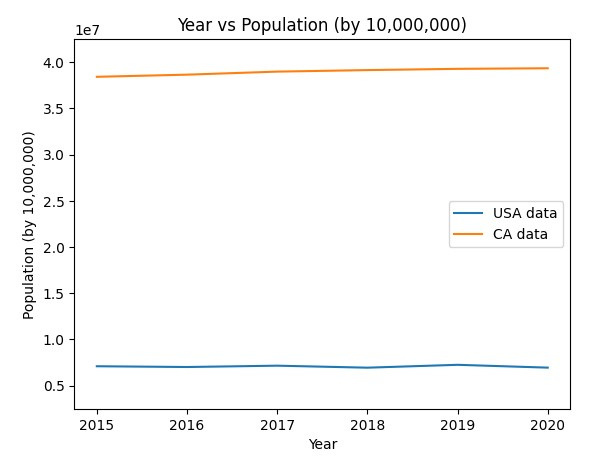 Year vs Population (by 10,000,000)
1e7
4.0
3.5
3.0
2.5
2.0
1.5
1.0
0.5
Population (by 10,000,000)
USA data
CA data
2015 2016 2017 2018 2019 2020
Year